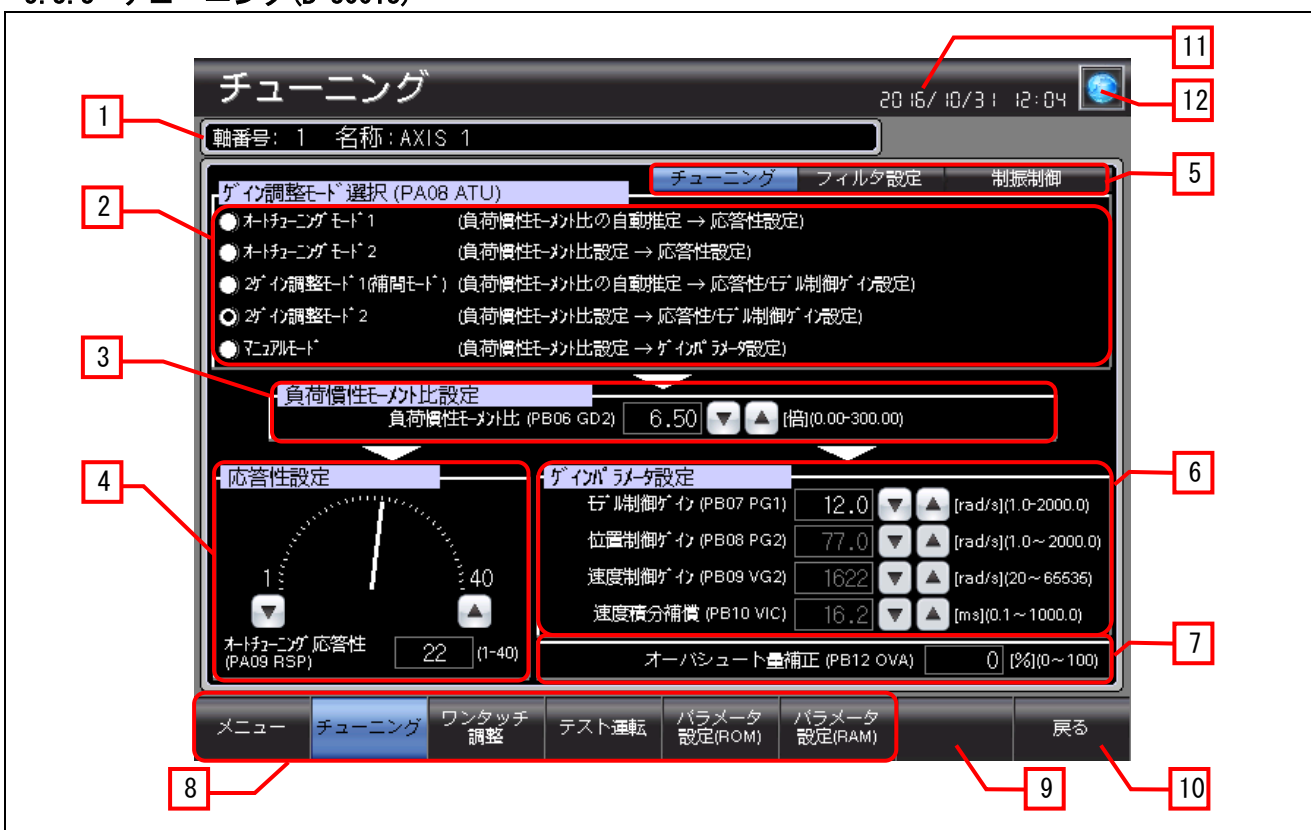 チューニング
2016/10/31 12:04
軸番号: 1 名称:AXIS 1
チューニング フィルタ設定 制振制御
ｹﾞｲﾝ調整ﾓｰﾄﾞ選択 (PA08 ATU)
ｵｰﾄﾁｭｰﾆﾝｸﾞﾓｰﾄﾞ1 (負荷慣性ﾓｰﾒﾝﾄ比の自動推定 → 応答性設定)
ｵｰﾄﾁｭｰﾆﾝｸﾞﾓｰﾄﾞ2 (負荷慣性ﾓｰﾒﾝﾄ比設定 → 応答性設定)
2ｹﾞｲﾝ調整ﾓｰﾄﾞ1(補間ﾓｰﾄﾞ) (負荷慣性ﾓｰﾒﾝﾄ比の自動推定 → 応答性/ﾓﾃﾞﾙ制御ｹﾞｲﾝ設定)
2ｹﾞｲﾝ調整ﾓｰﾄﾞ2 (負荷慣性ﾓｰﾒﾝﾄ比設定 → 応答性/ﾓﾃﾞﾙ制御ｹﾞｲﾝ設定)
ﾏﾆｭｱﾙﾓｰﾄﾞ (負荷慣性ﾓｰﾒﾝﾄ比設定 → ｹﾞｲﾝﾊﾟﾗﾒｰﾀ設定)
負荷慣性ﾓｰﾒﾝﾄ比設定
負荷慣性ﾓｰﾒﾝﾄ比 (PB06 GD2) 6.50 ▼ ▲ [倍](0.00-300.00)
応答性設定
1 40
▼ ▲
ｵｰﾄﾁｭｰﾆﾝｸﾞ応答性
(PA09 RSP) 22 (1-40)
ｹﾞｲﾝﾊﾟﾗﾒｰﾀ設定
ﾓﾃﾞﾙ制御ｹﾞｲﾝ (PB07 PG1) 12.0 ▼ ▲ [rad/s](1.0-2000.0)
位置制御ｹﾞｲﾝ (PB08 PG2) 77.0 ▼ ▲ [rad/s](1.0～2000.0)
速度制御ｹﾞｲﾝ (PB09 VG2) 1622 ▼ ▲ [rad/s](20～65535)
速度積分補償 (PB10 VIC) 16.2 ▼ ▲ [ms](0.1～1000.0)
オーバシュート量補正 (PB12 OVA) 0 [%](0～100)
メニュー
チューニング
ワンタッチ
調整
テスト運転
パラメータ
設定(ROM)
パラメータ
設定(RAM)
戻る
1
2
3
4
5
6
7
8
9
10
11
12